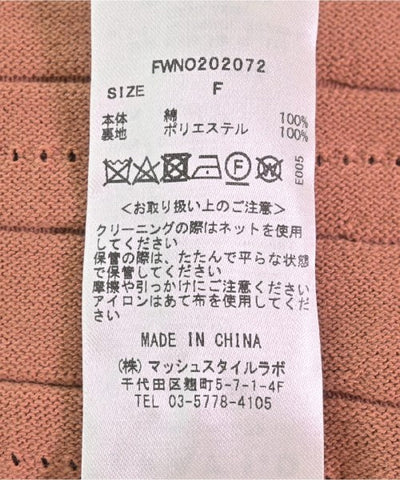 FWNO202072
SIZE F
本体 綿 100%
裏地 ポリエステル 100%
F W
E005
<お取り扱い上のご注意>
クリーニングの際はネットを使用
してください
保管の際は、たたんで平らな状態
で保管してください
摩擦や引っかけにご注意ください
アイロンはあて布を使用してください
MADE IN CHINA
(株)マッシュスタイルラボ
千代田区麹町5-7-1-4F
TEL 03-5778-4105